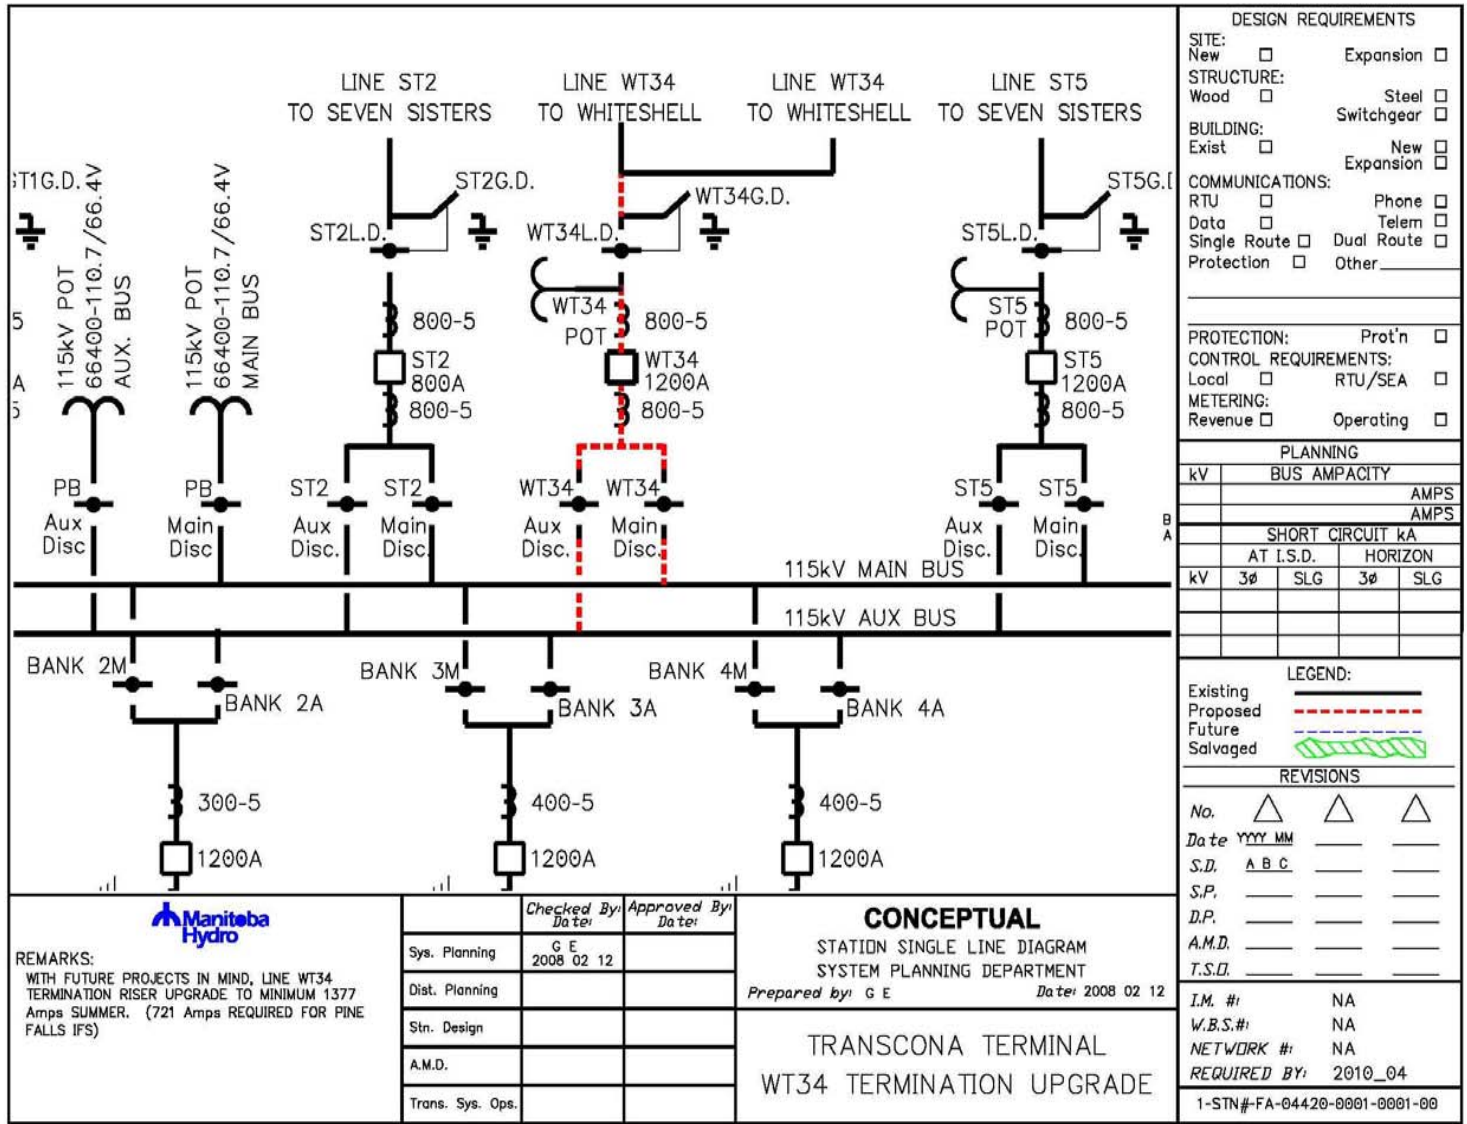 LINE ST2
TO SEVEN SISTERS
LINE WT34
TO WHITESHELL
LINE WT34
TO WHITESHELL
LINE ST5
TO SEVEN SISTERS
ST1G.D.
115kV POT
66400-110.7/66.4V
AUX. BUS
115kV POT
66400-110.7/66.4V
MAIN BUS
ST2G.D.
ST2L.D.
WT34G.D.
WT34L.D.
ST5G.
ST5L.D.
5
A
5
800-5
ST2
800A
800-5
WT34
POT
800-5
WT34
1200A
800-5
ST5
POT
800-5
ST5
1200A
800-5
PB
Aux
Disc
PB
Main
Disc
ST2
Aux
Disc.
ST2
Main
Disc.
WT34
Aux
Disc.
WT34
Main
Disc.
ST5
Aux
Disc.
ST5
Main
Disc.
B
A
115kV MAIN BUS
115kV AUX BUS
BANK 2M
BANK 2A
BANK 3M
BANK 3A
BANK 4M
BANK 4A
300-5
1200A
400-5
1200A
400-5
1200A
DESIGN REQUIREMENTS
SITE:
New Expansion
STRUCTURE:
Wood Steel
Switchgear
BUILDING:
Exist New
Expansion
COMMUNICATIONS:
RTU Phone
Data Telem
Single Route Dual Route
Protection Other
PROTECTION: Prot'n
CONTROL REQUIREMENTS:
Local RTU/SEA
METERING:
Revenue Operating
PLANNING
kV BUS AMPACITY
AMPS
AMPS
SHORT CIRCUIT kA
AT I.S.D. HORIZON
kV 3ø SLG 3ø SLG
LEGEND:
Existing
Proposed
Future
Salvaged
REVISIONS
No.
Date YYYY MM
S.D. A B C
S.P.
D.P.
A.M.D.
T.S.O.
I.M. #: NA
W.B.S.#: NA
NETWORK #: NA
REQUIRED BY: 2010_04
1-STN#-FA-04420-0001-0001-00
Manitoba
Hydro
REMARKS:
WITH FUTURE PROJECTS IN MIND, LINE WT34
TERMINATION RISER UPGRADE TO MINIMUM 1377
Amps SUMMER. (721 Amps REQUIRED FOR PINE
FALLS IFS)
Checked By: Approved By:
Date: Date:
Sys. Planning G E
2008 02 12
Dist. Planning
Stn. Design
A.M.D.
Trans. Sys. Ops.
CONCEPTUAL
STATION SINGLE LINE DIAGRAM
SYSTEM PLANNING DEPARTMENT
Prepared by: G E Date: 2008 02 12
TRANSCONA TERMINAL
WT34 TERMINATION UPGRADE